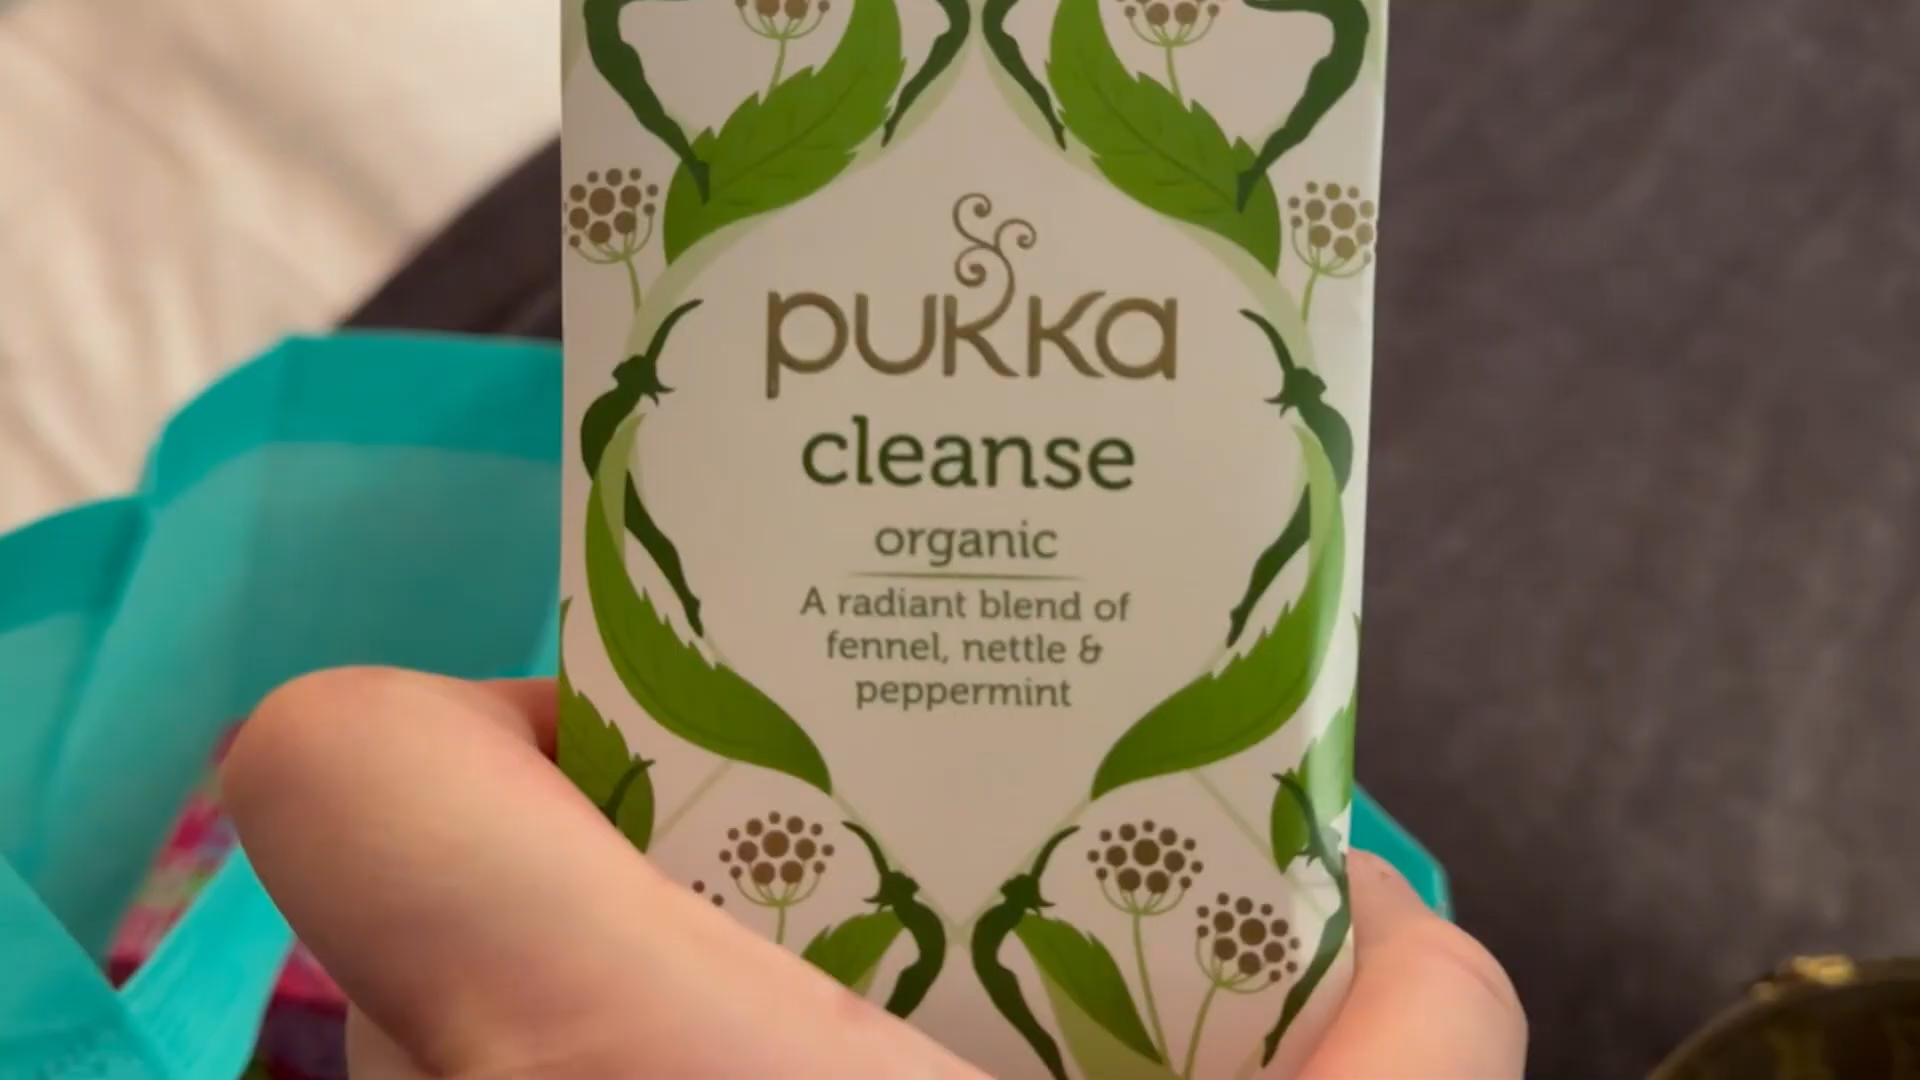 pukka
cleanse
organic
A radiant blend of
fennel, nettle &
peppermint